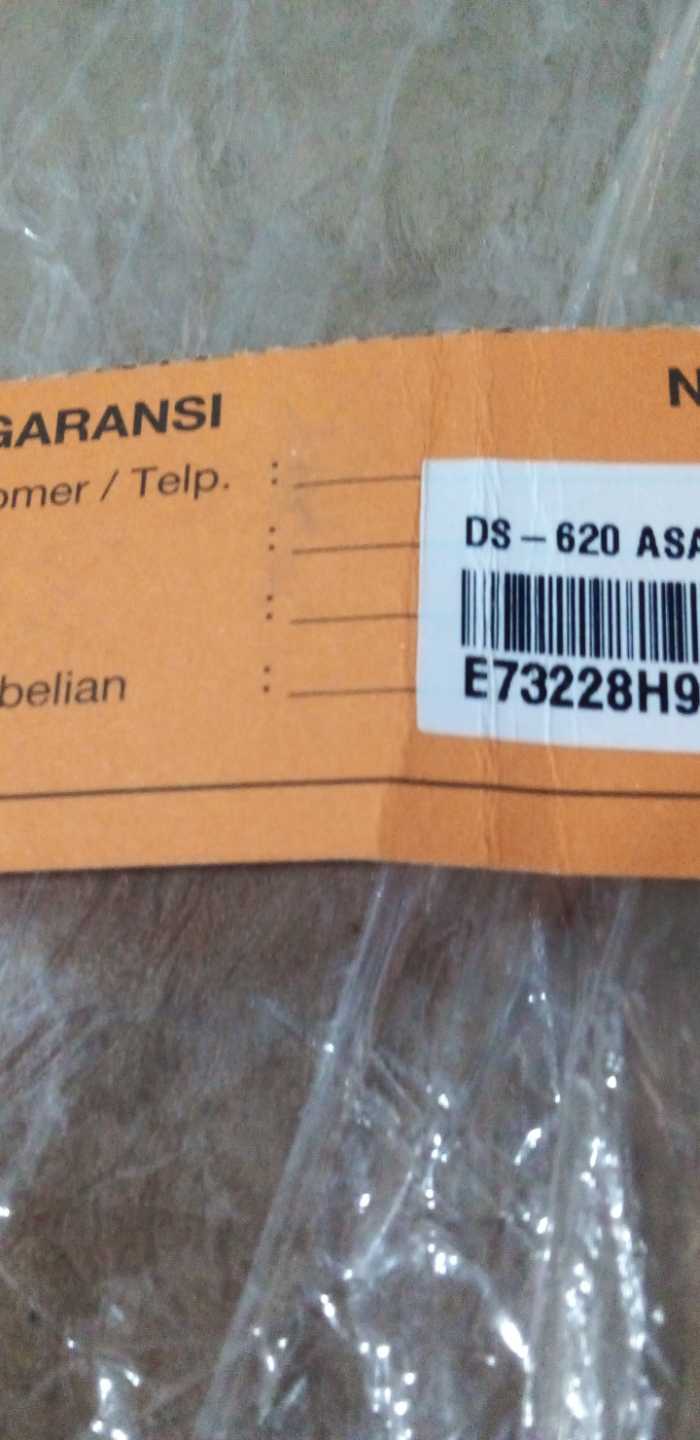 GARANSI
omer / Telp. :
:
:
belian :
N
DS – 620 ASA
E73228H9